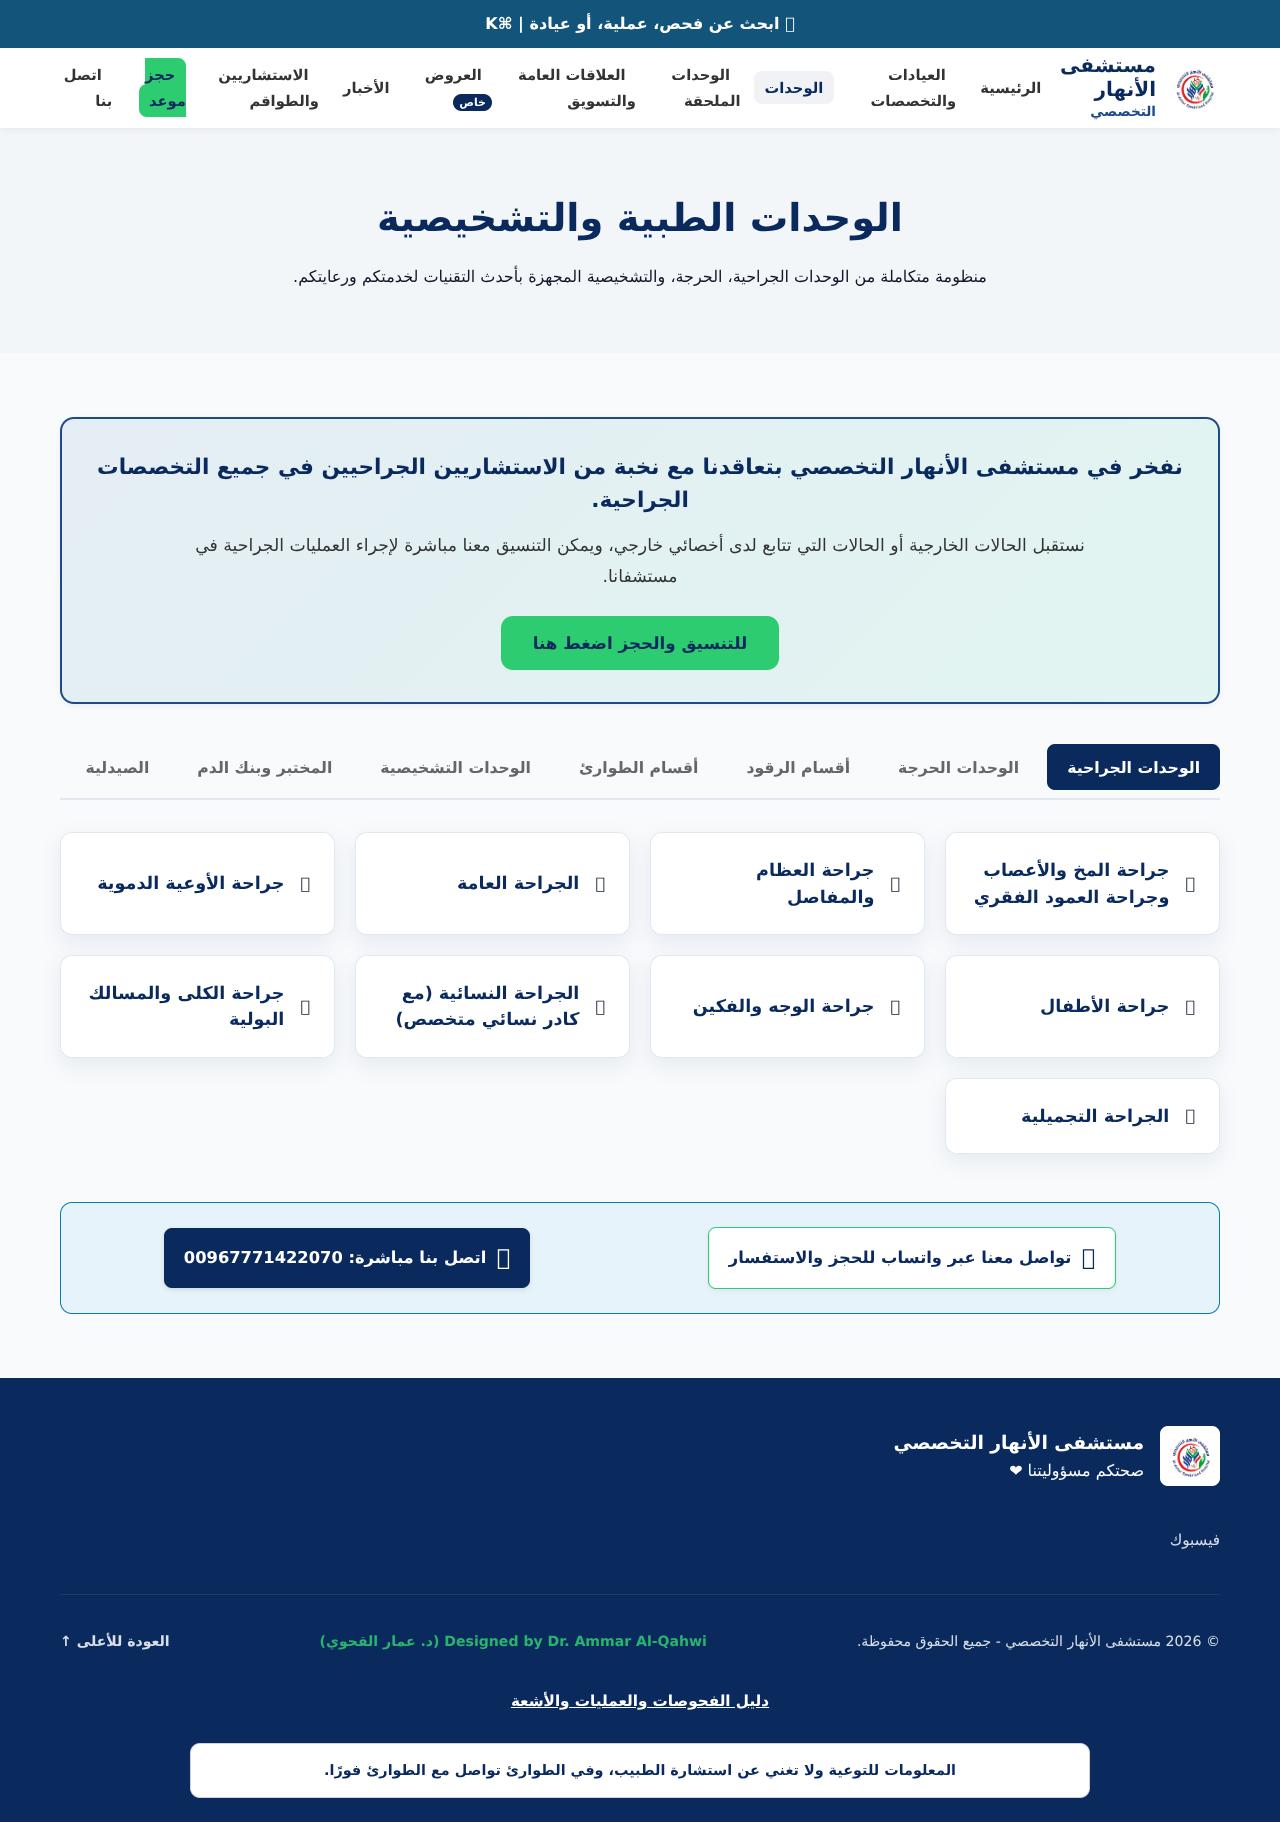 ابحث عن فحص، عملية، أو عيادة | ⌘K
مستشفى
الأنهار
التخصصي
الرئيسية
العيادات
والتخصصات
الوحدات
الوحدات
الملحقة
العلاقات العامة
والتسويق
العروض
خاص
الأخبار
الاستشاريين
والطواقم
حجز
موعد
اتصل
بنا
الوحدات الطبية والتشخيصية
منظومة متكاملة من الوحدات الجراحية، الحرجة، والتشخيصية المجهزة بأحدث التقنيات لخدمتكم ورعايتكم.
نفخر في مستشفى الأنهار التخصصي بتعاقدنا مع نخبة من الاستشاريين الجراحيين في جميع التخصصات
الجراحية.
نستقبل الحالات الخارجية أو الحالات التي تتابع لدى أخصائي خارجي، ويمكن التنسيق معنا مباشرة لإجراء العمليات الجراحية في
مستشفانا.
للتنسيق والحجز اضغط هنا
الوحدات الجراحية
الوحدات الحرجة
أقسام الرقود
أقسام الطوارئ
الوحدات التشخيصية
المختبر وبنك الدم
الصيدلية
جراحة المخ والأعصاب
وجراحة العمود الفقري
جراحة العظام
والمفاصل
الجراحة العامة
جراحة الأوعية الدموية
جراحة الأطفال
جراحة الوجه والفكين
الجراحة النسائية (مع
كادر نسائي متخصص)
جراحة الكلى والمسالك
البولية
الجراحة التجميلية
تواصل معنا عبر واتساب للحجز والاستفسار
اتصل بنا مباشرة: 00967771422070
مستشفى الأنهار التخصصي
صحتكم مسؤوليتنا ❤
فيسبوك
© 2026 مستشفى الأنهار التخصصي - جميع الحقوق محفوظة.
Designed by Dr. Ammar Al-Qahwi (د. عمار القحوي)
العودة للأعلى ↑
دليل الفحوصات والعمليات والأشعة
المعلومات للتوعية ولا تغني عن استشارة الطبيب، وفي الطوارئ تواصل مع الطوارئ فورًا.